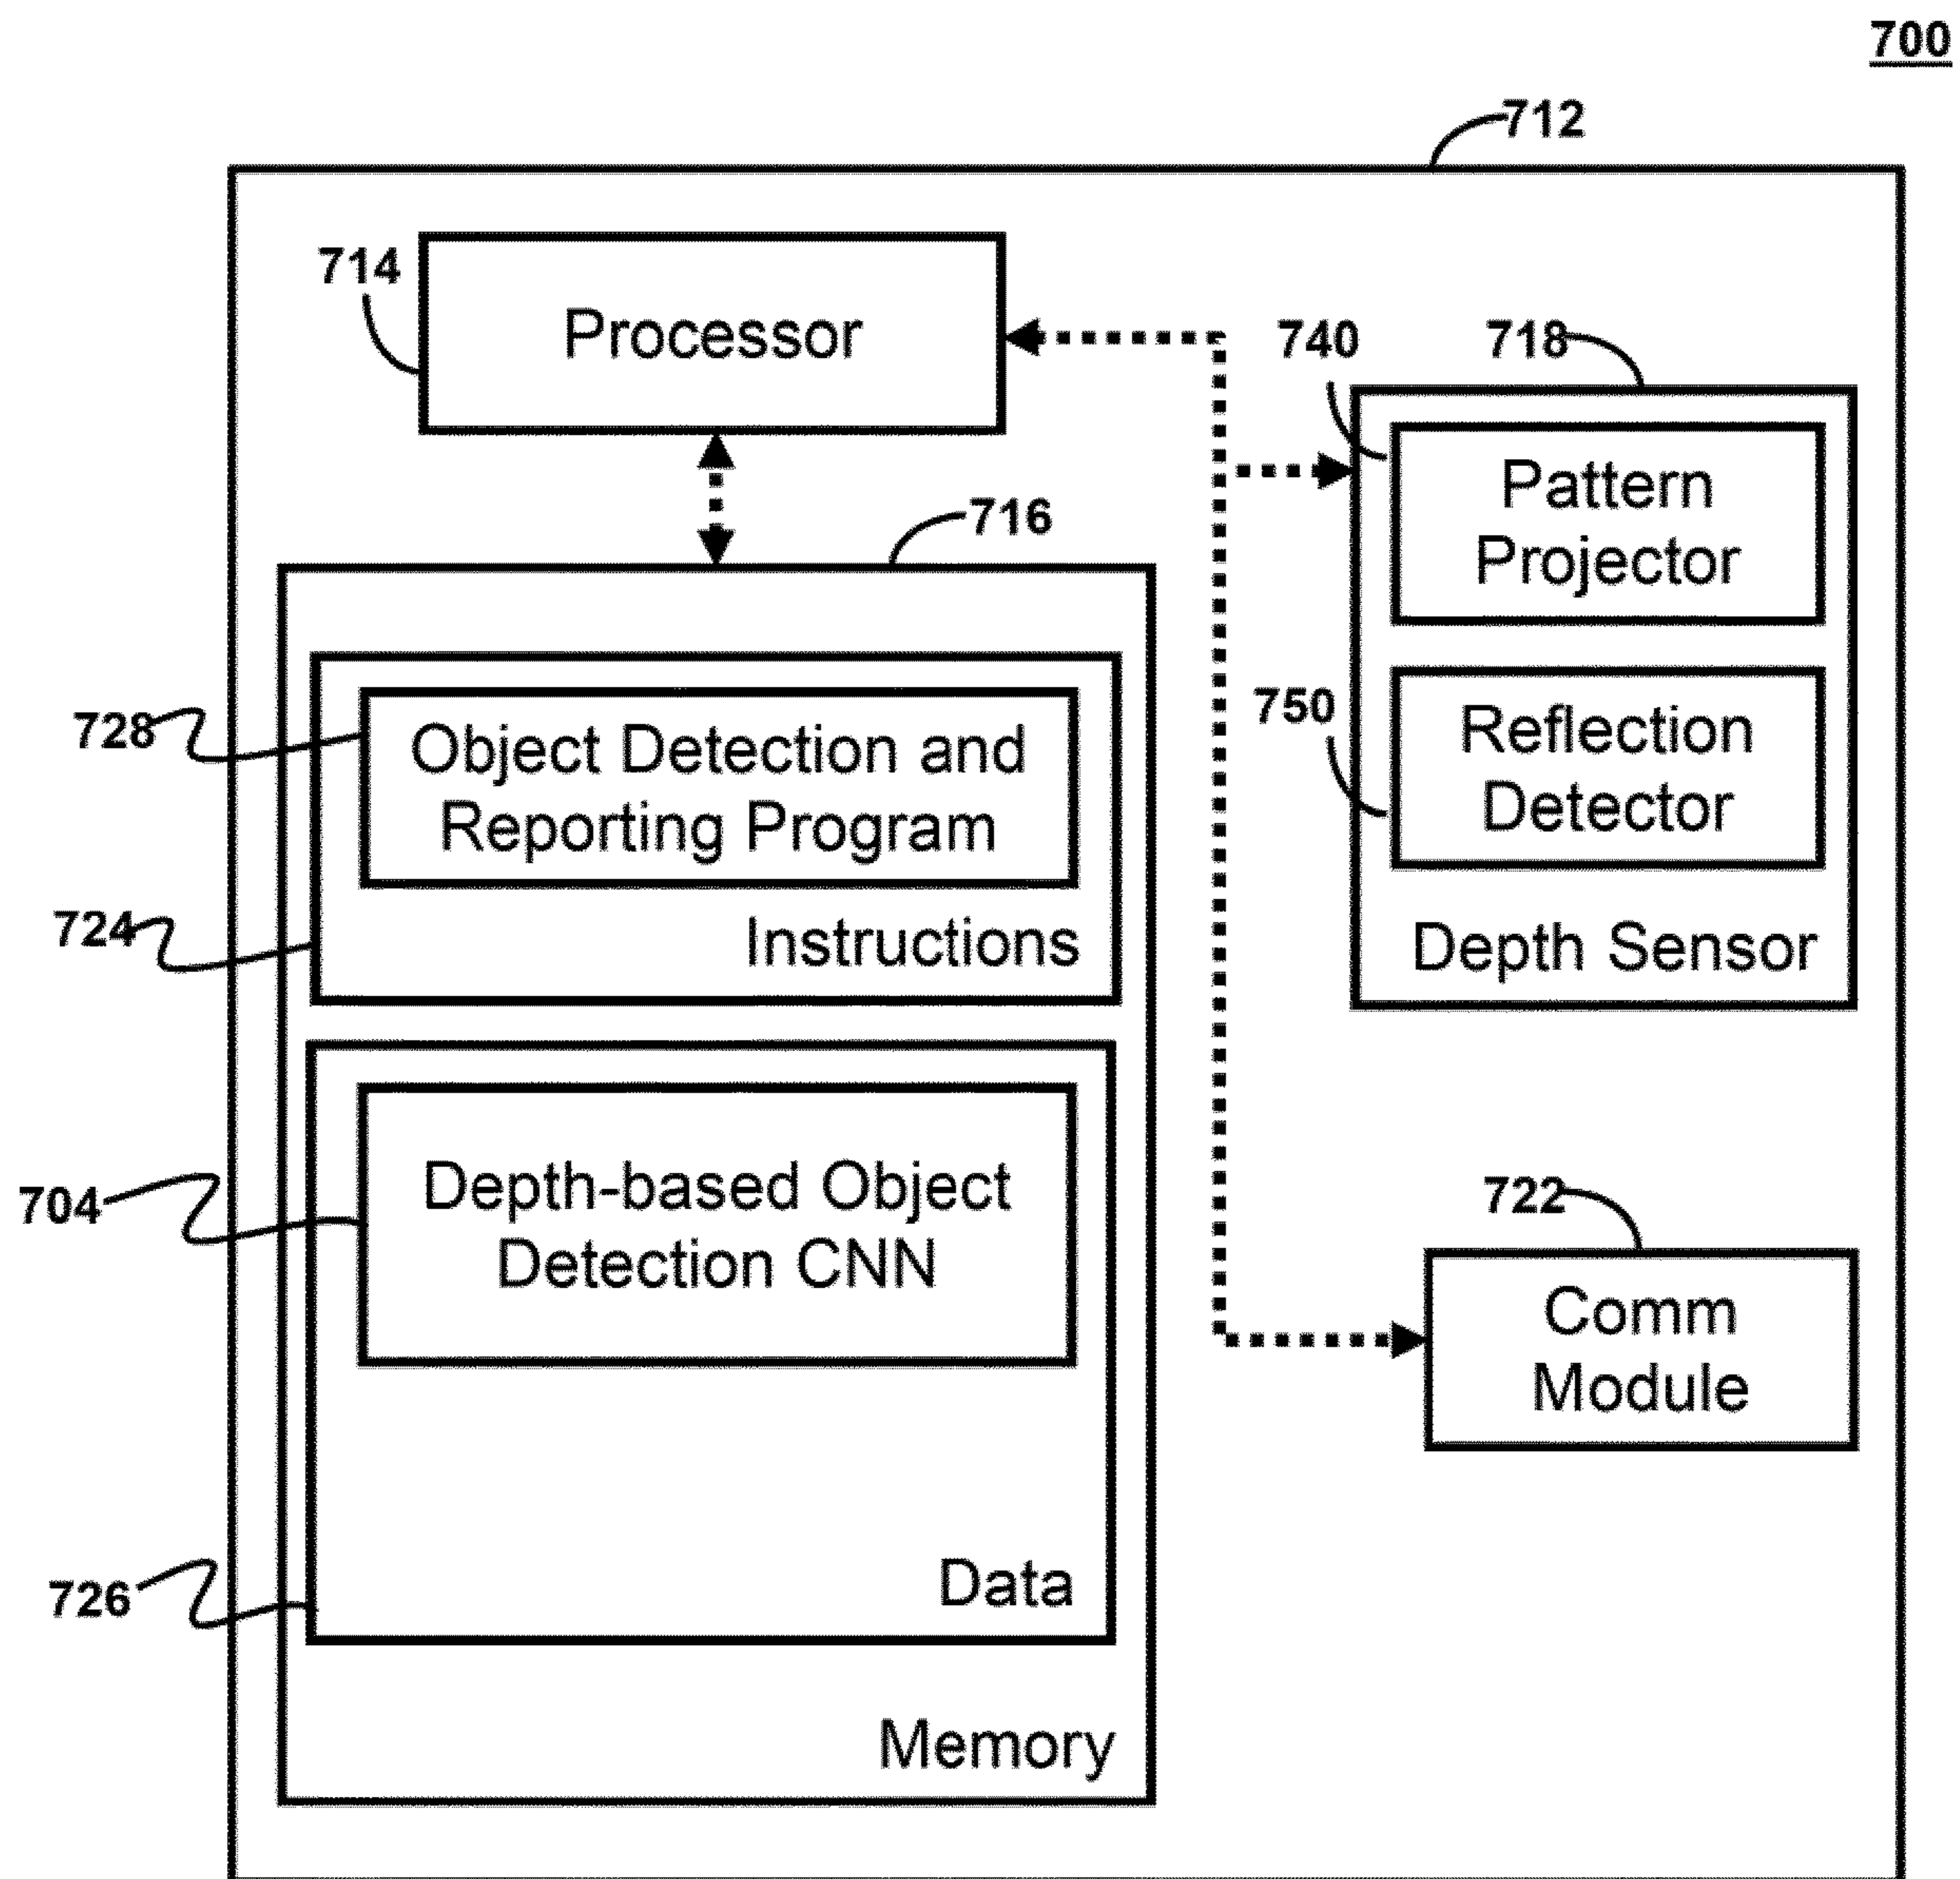 700
712
714
Processor
740
718
Pattern
Projector
716
728
Object Detection and
Reporting Program
750
Reflection
Detector
724
Instructions
Depth Sensor
704
Depth-based Object
Detection CNN
722
Comm
Module
726
Data
Memory